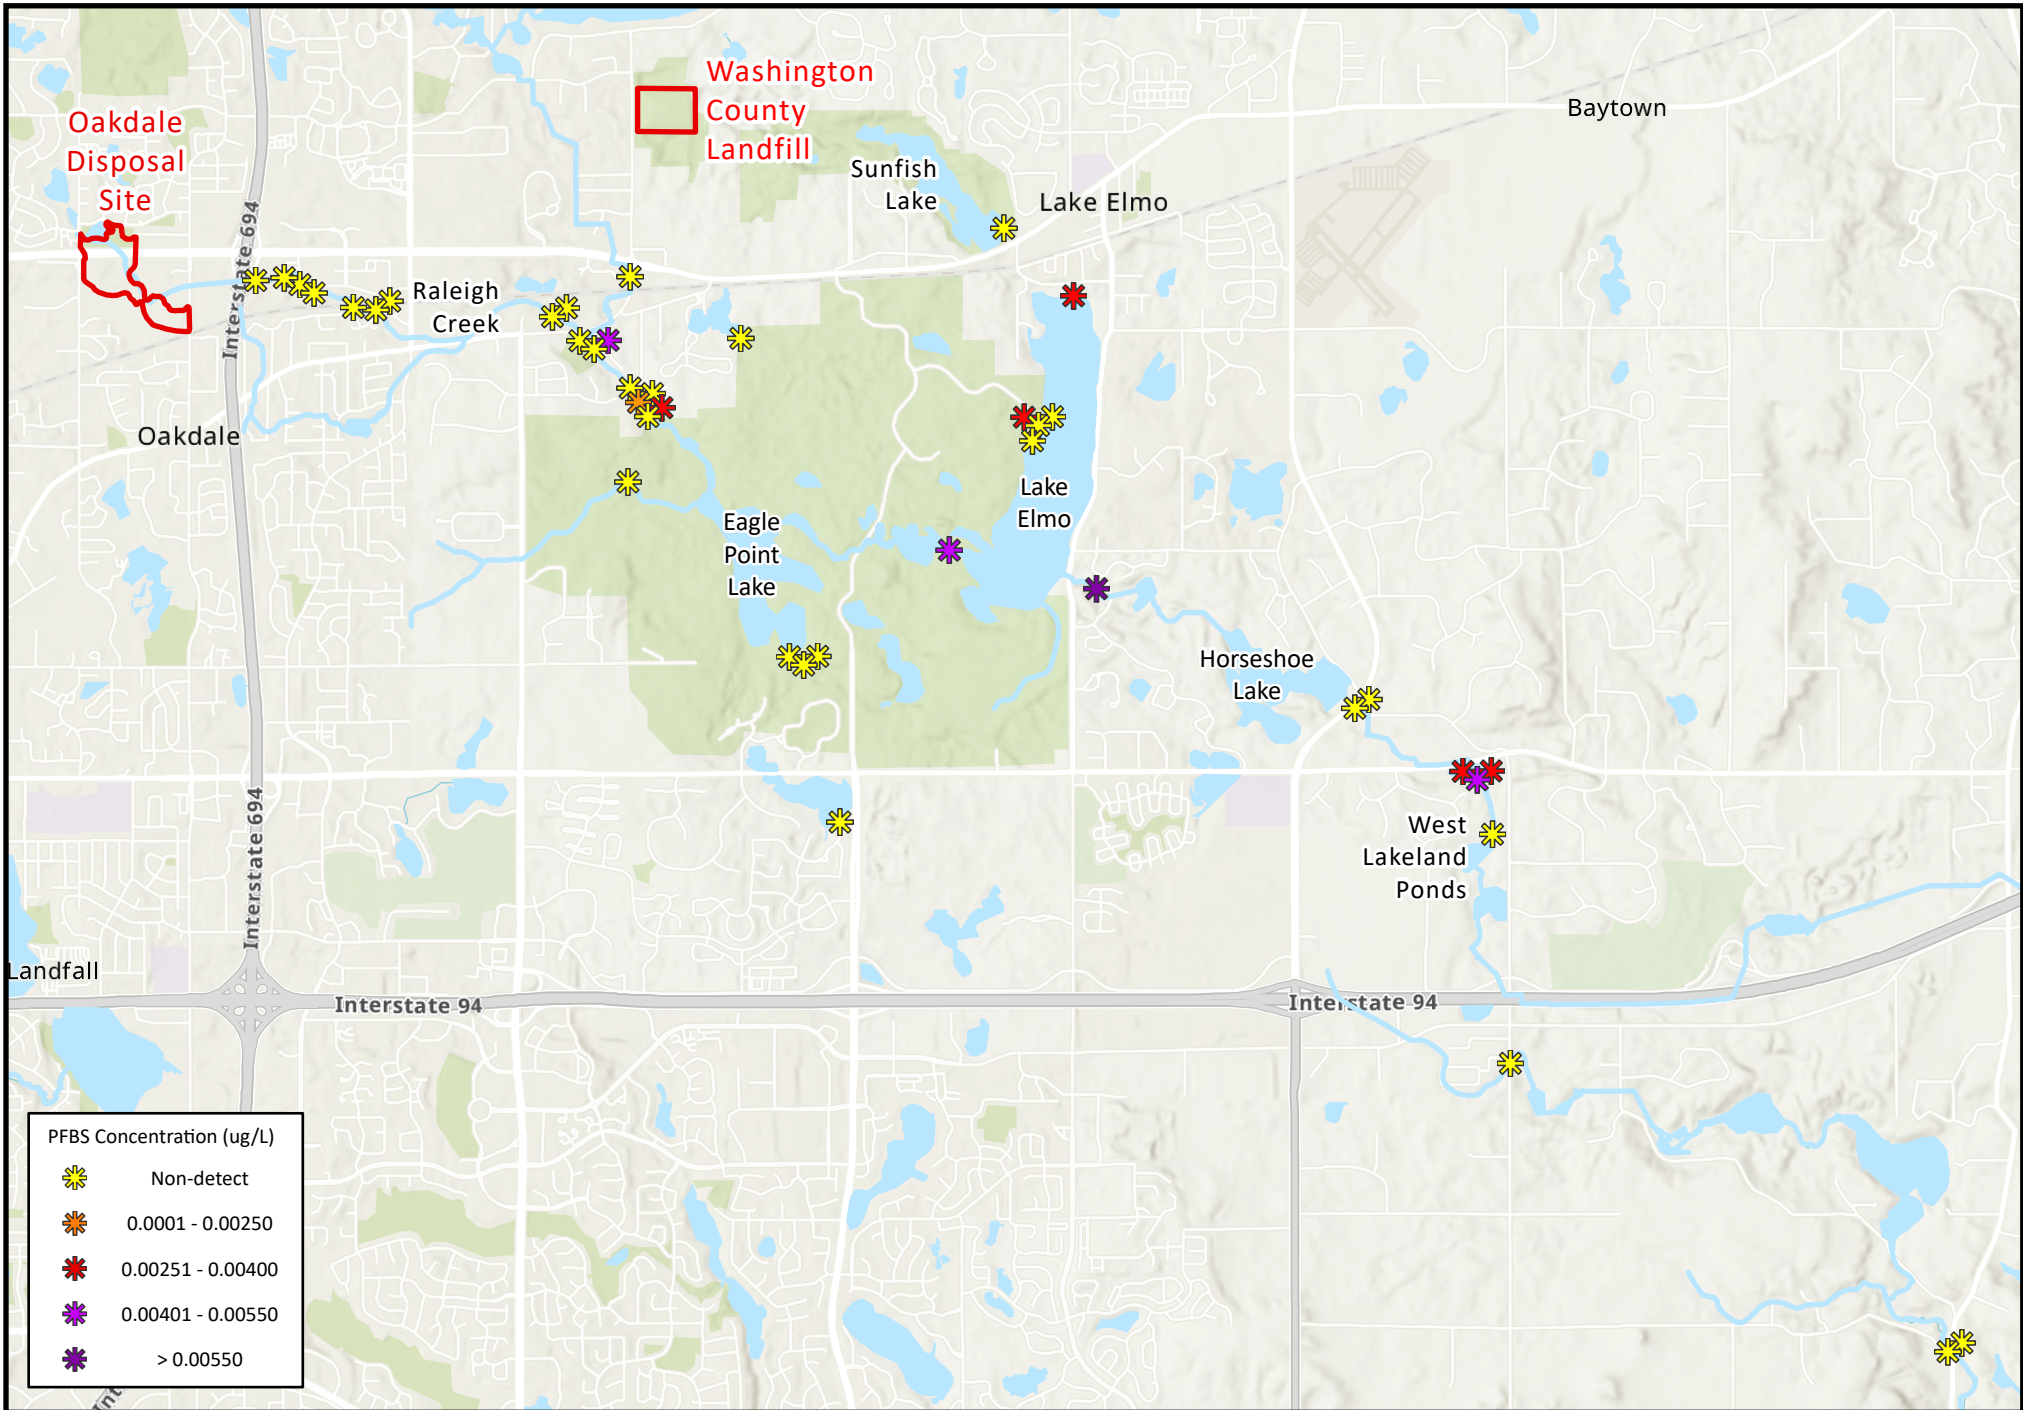 Washington
County
Landfill
Oakdale
Disposal
Site
Baytown
Sunfish
Lake
Lake Elmo
Interstate 694
Raleigh
Creek
Oakdale
Lake
Elmo
Eagle
Point
Lake
Horseshoe
Lake
Interstate 694
West
Lakeland
Ponds
Landfall
Interstate 94
Interstate 94
PFBS Concentration (ug/L)
Non-detect
0.0001 - 0.00250
0.00251 - 0.00400
0.00401 - 0.00550
> 0.00550